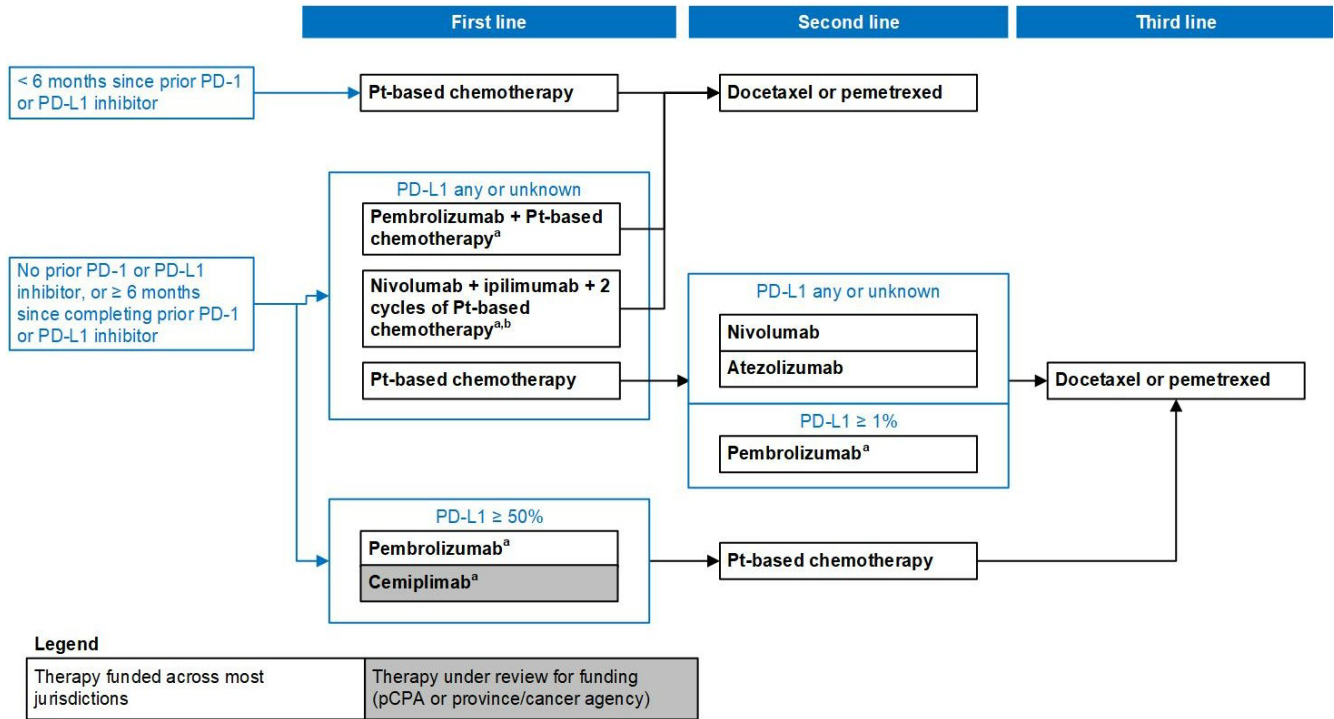 First line
Second line
Third line
< 6 months since prior PD-1
or PD-L1 inhibitor
Pt-based chemotherapy
Docetaxel or pemetrexed
PD-L1 any or unknown
Pembrolizumab + Pt-based
chemotherapyᵃ
No prior PD-1 or PD-L1
inhibitor, or ≥ 6 months
since completing prior PD-1
or PD-L1 inhibitor
Nivolumab + ipilimumab + 2
cycles of Pt-based
chemotherapyᵃ,ᵇ
Pt-based chemotherapy
PD-L1 any or unknown
Nivolumab
Atezolizumab
PD-L1 ≥ 1%
Pembrolizumabᵃ
Docetaxel or pemetrexed
PD-L1 ≥ 50%
Pembrolizumabᵃ
Cemiplimabᵃ
Pt-based chemotherapy
Legend
Therapy funded across most
jurisdictions
Therapy under review for funding
(pCPA or province/cancer agency)